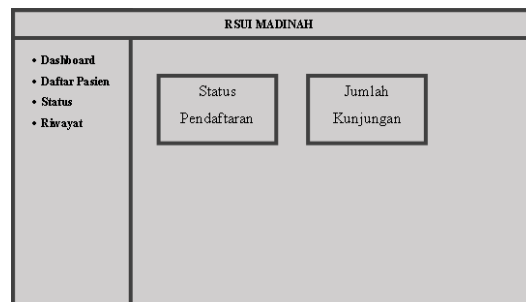 RSUI MADINAH
• Dashboard
• Daftar Pasien
• Status
• Riwayat
Status
Pendaftaran
Jumlah
Kunjungan